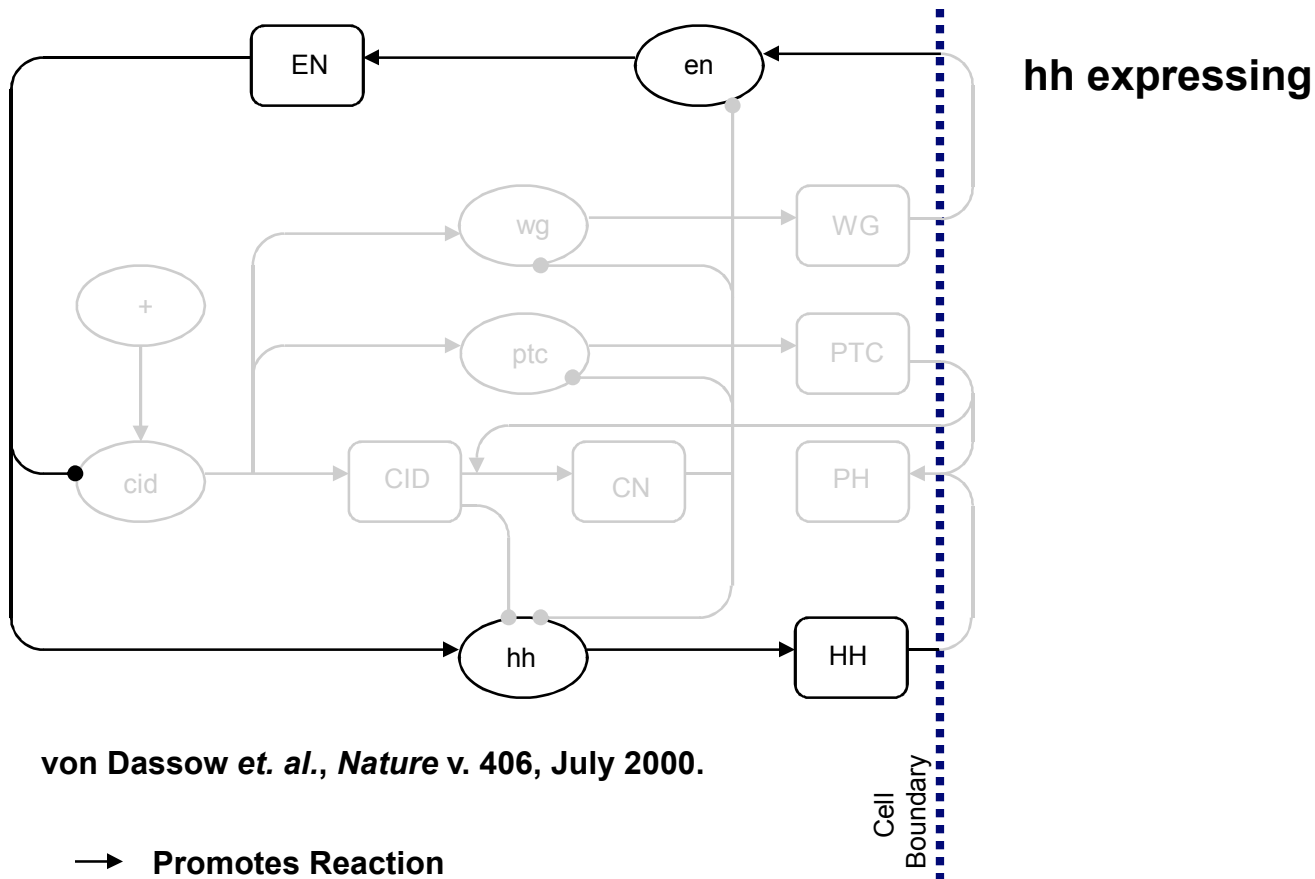 EN
en
hh expressing
wg
WG
+
ptc
PTC
cid
CID
CN
PH
hh
HH
von Dassow et. al., Nature v. 406, July 2000.
Cell
Boundary
Promotes Reaction